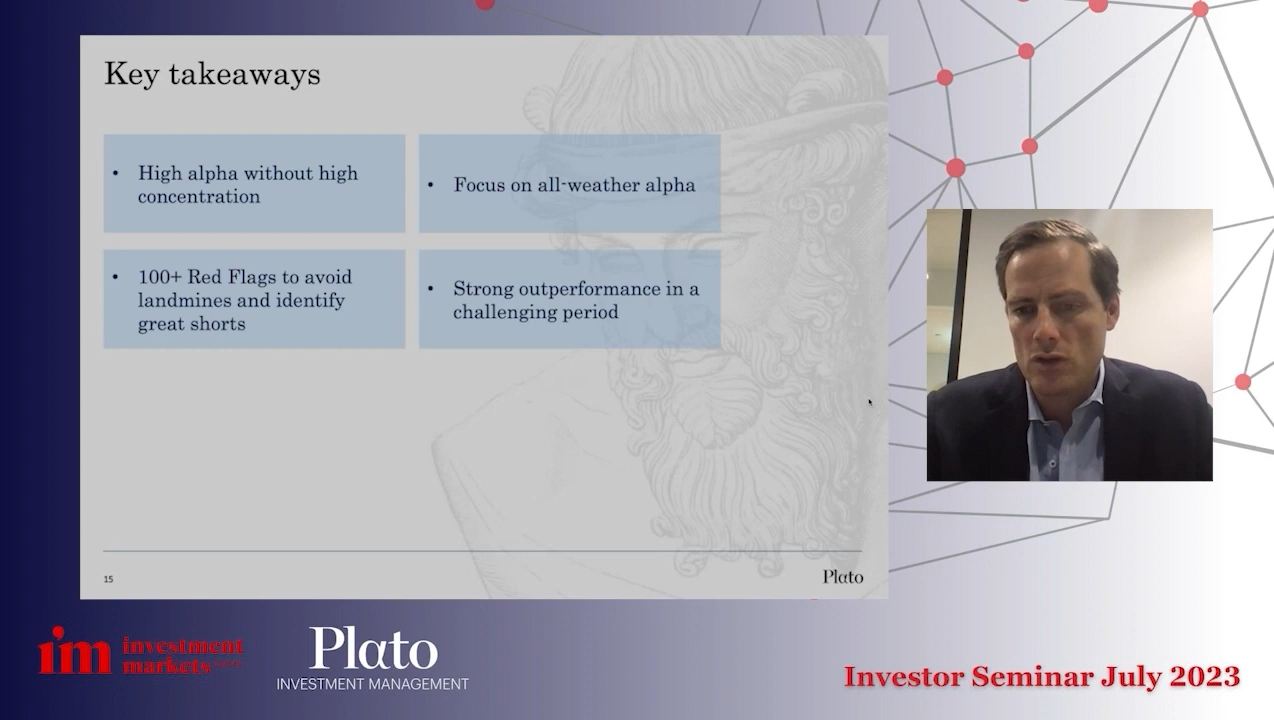 Key takeaways
• High alpha without high
concentration
• Focus on all-weather alpha
• 100+ Red Flags to avoid
landmines and identify
great shorts
• Strong outperformance in a
challenging period
15
Plato
im investment
markets
Plato
INVESTMENT MANAGEMENT
Investor Seminar July 2023